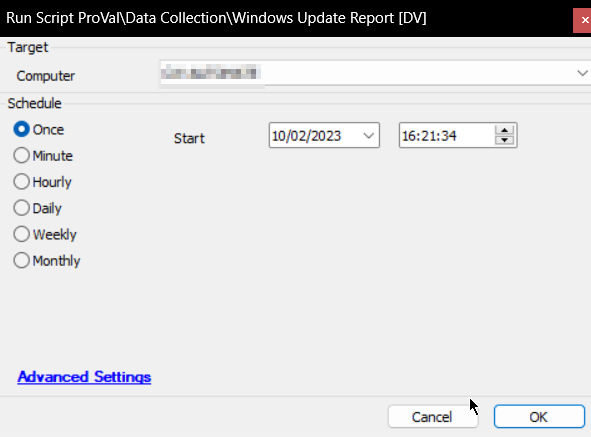 Run Script ProVal\Data Collection\Windows Update Report [DV]
Target
Computer
Schedule
Once
Start 10/02/2023 16:21:34
Minute
Hourly
Daily
Weekly
Monthly
Advanced Settings
Cancel OK